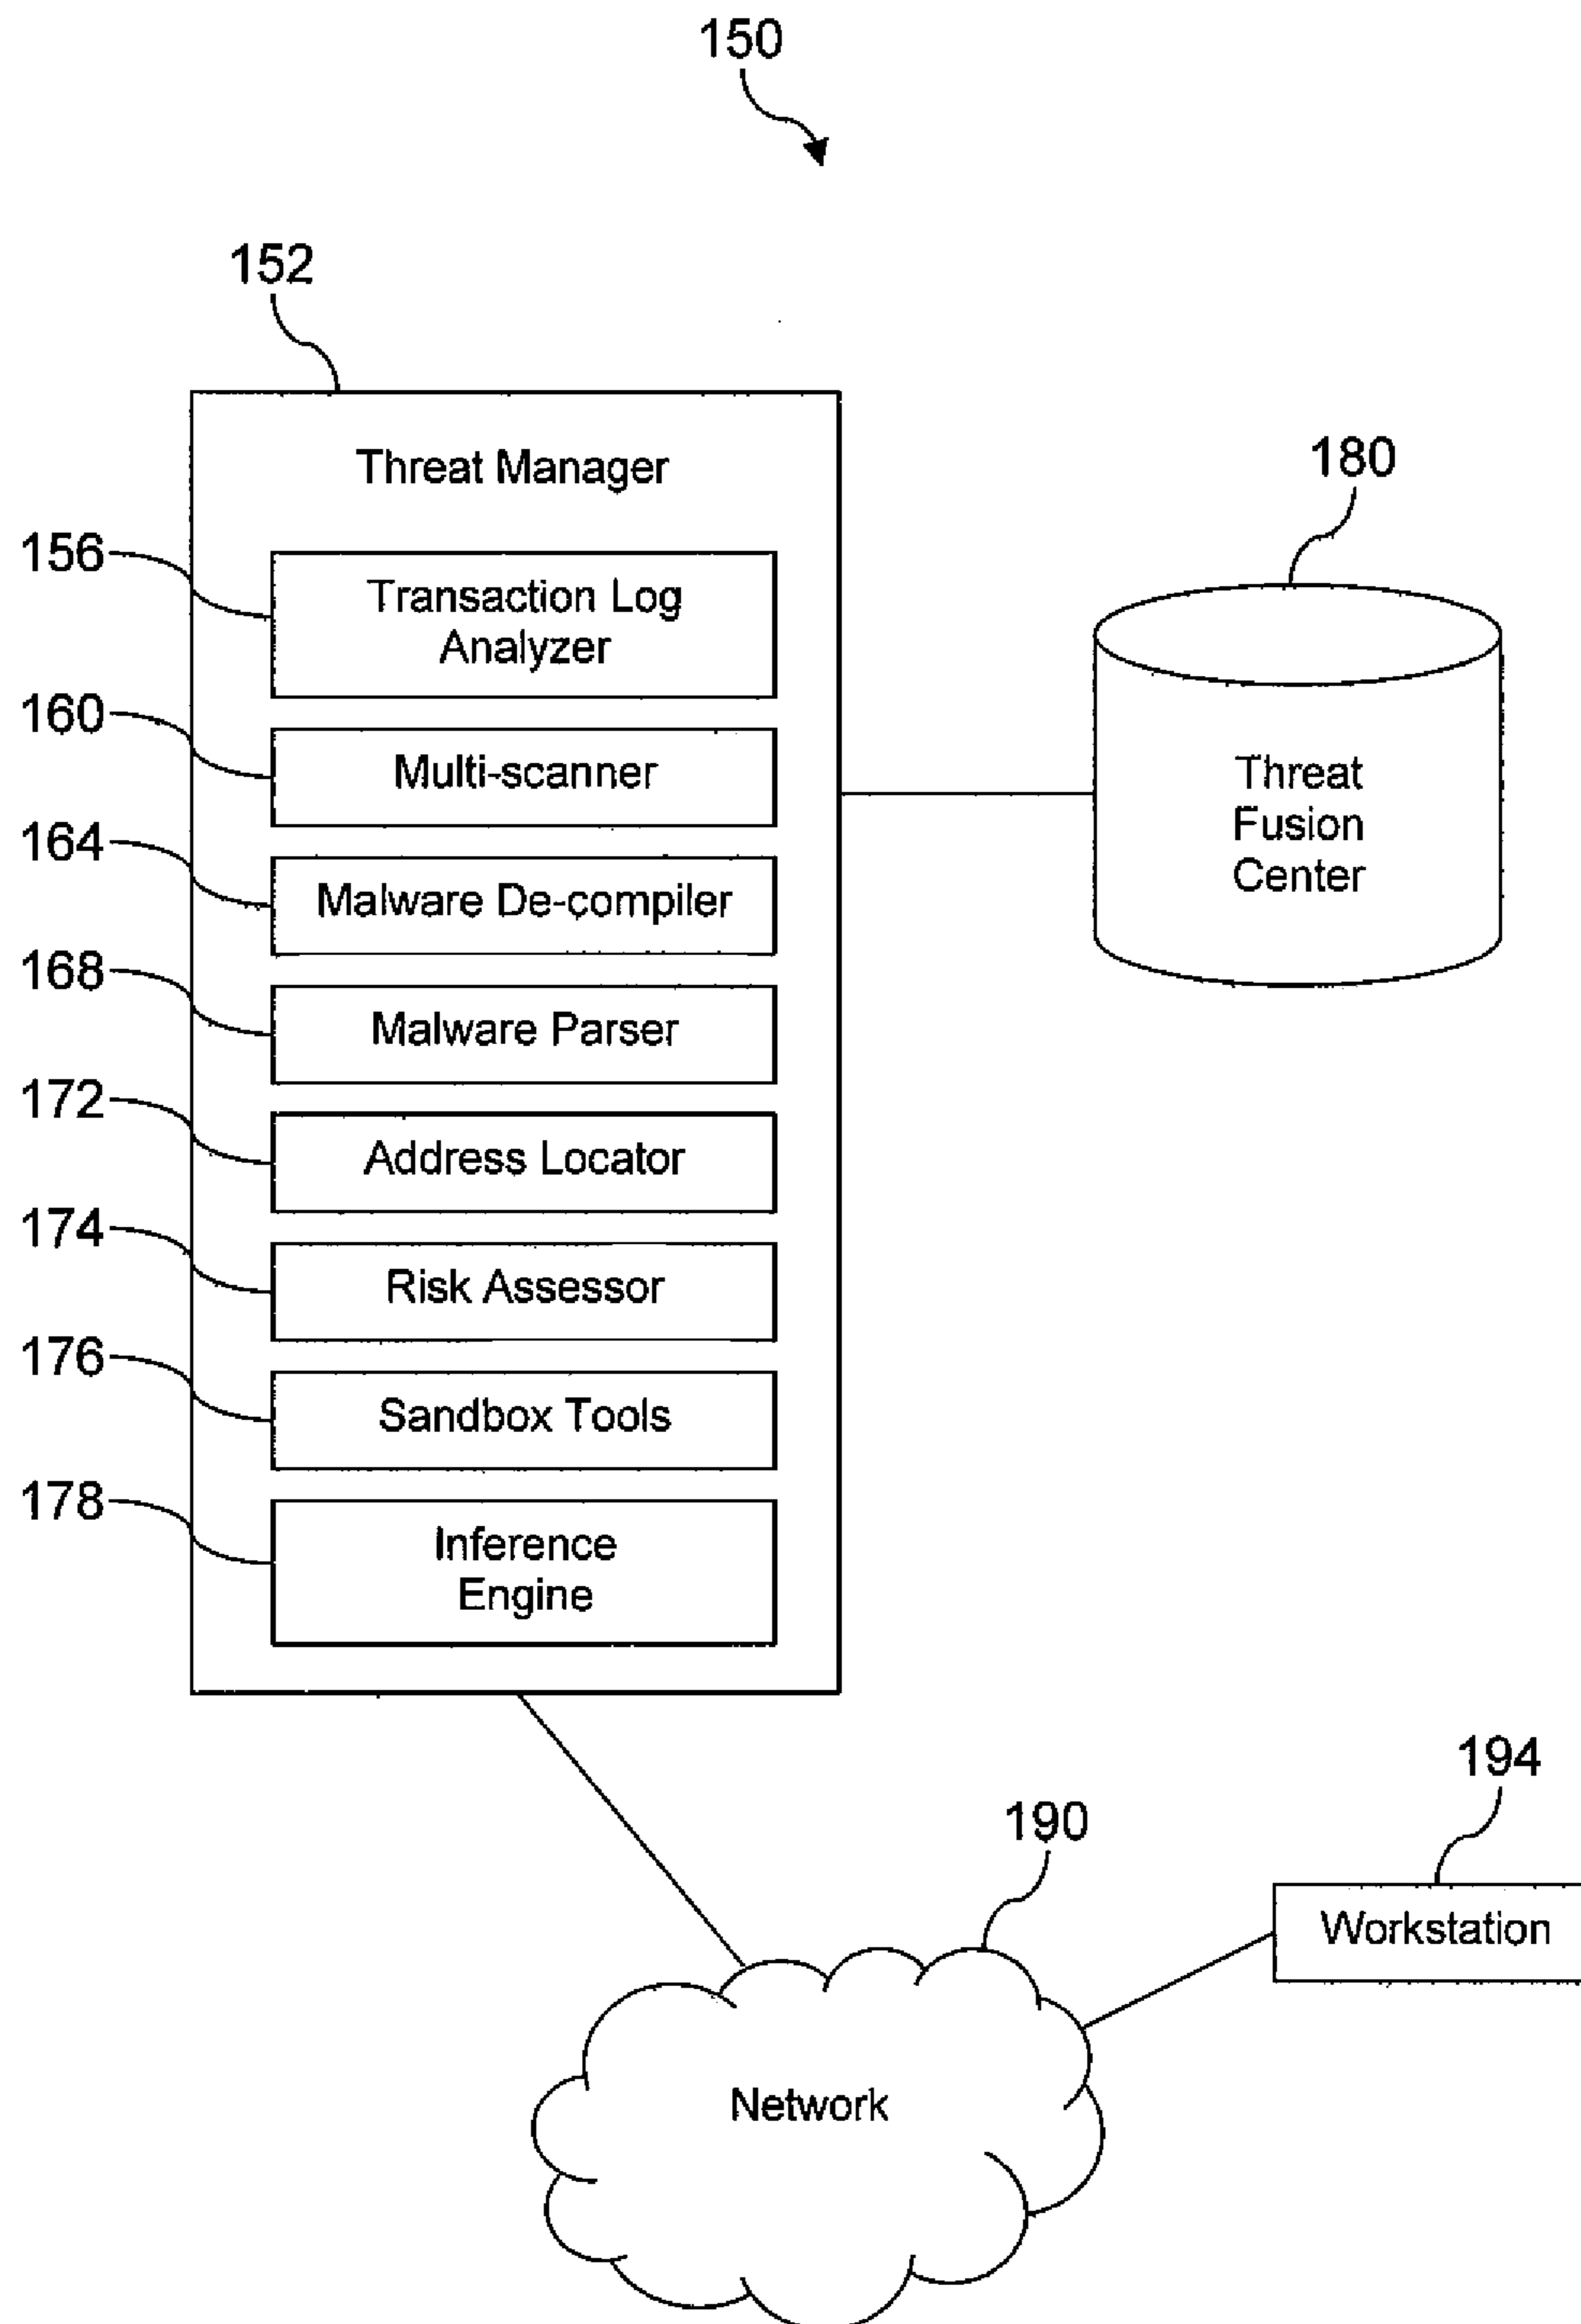 150
152
Threat Manager
180
156
Transaction Log
Analyzer
160
Multi-scanner
Threat
Fusion
Center
164
Malware De-compiler
168
Malware Parser
172
Address Locator
174
Risk Assessor
176
Sandbox Tools
178
Inference
Engine
194
190
Workstation
Network